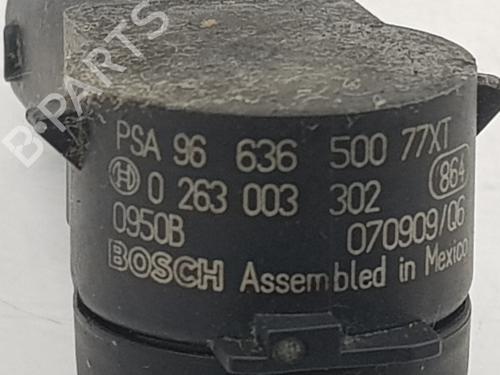 B-PARTS
PSA 96 636 500 77XT
0 263 003 302 864
0950B 070909/Q6
BOSCH Assembled in Mexico